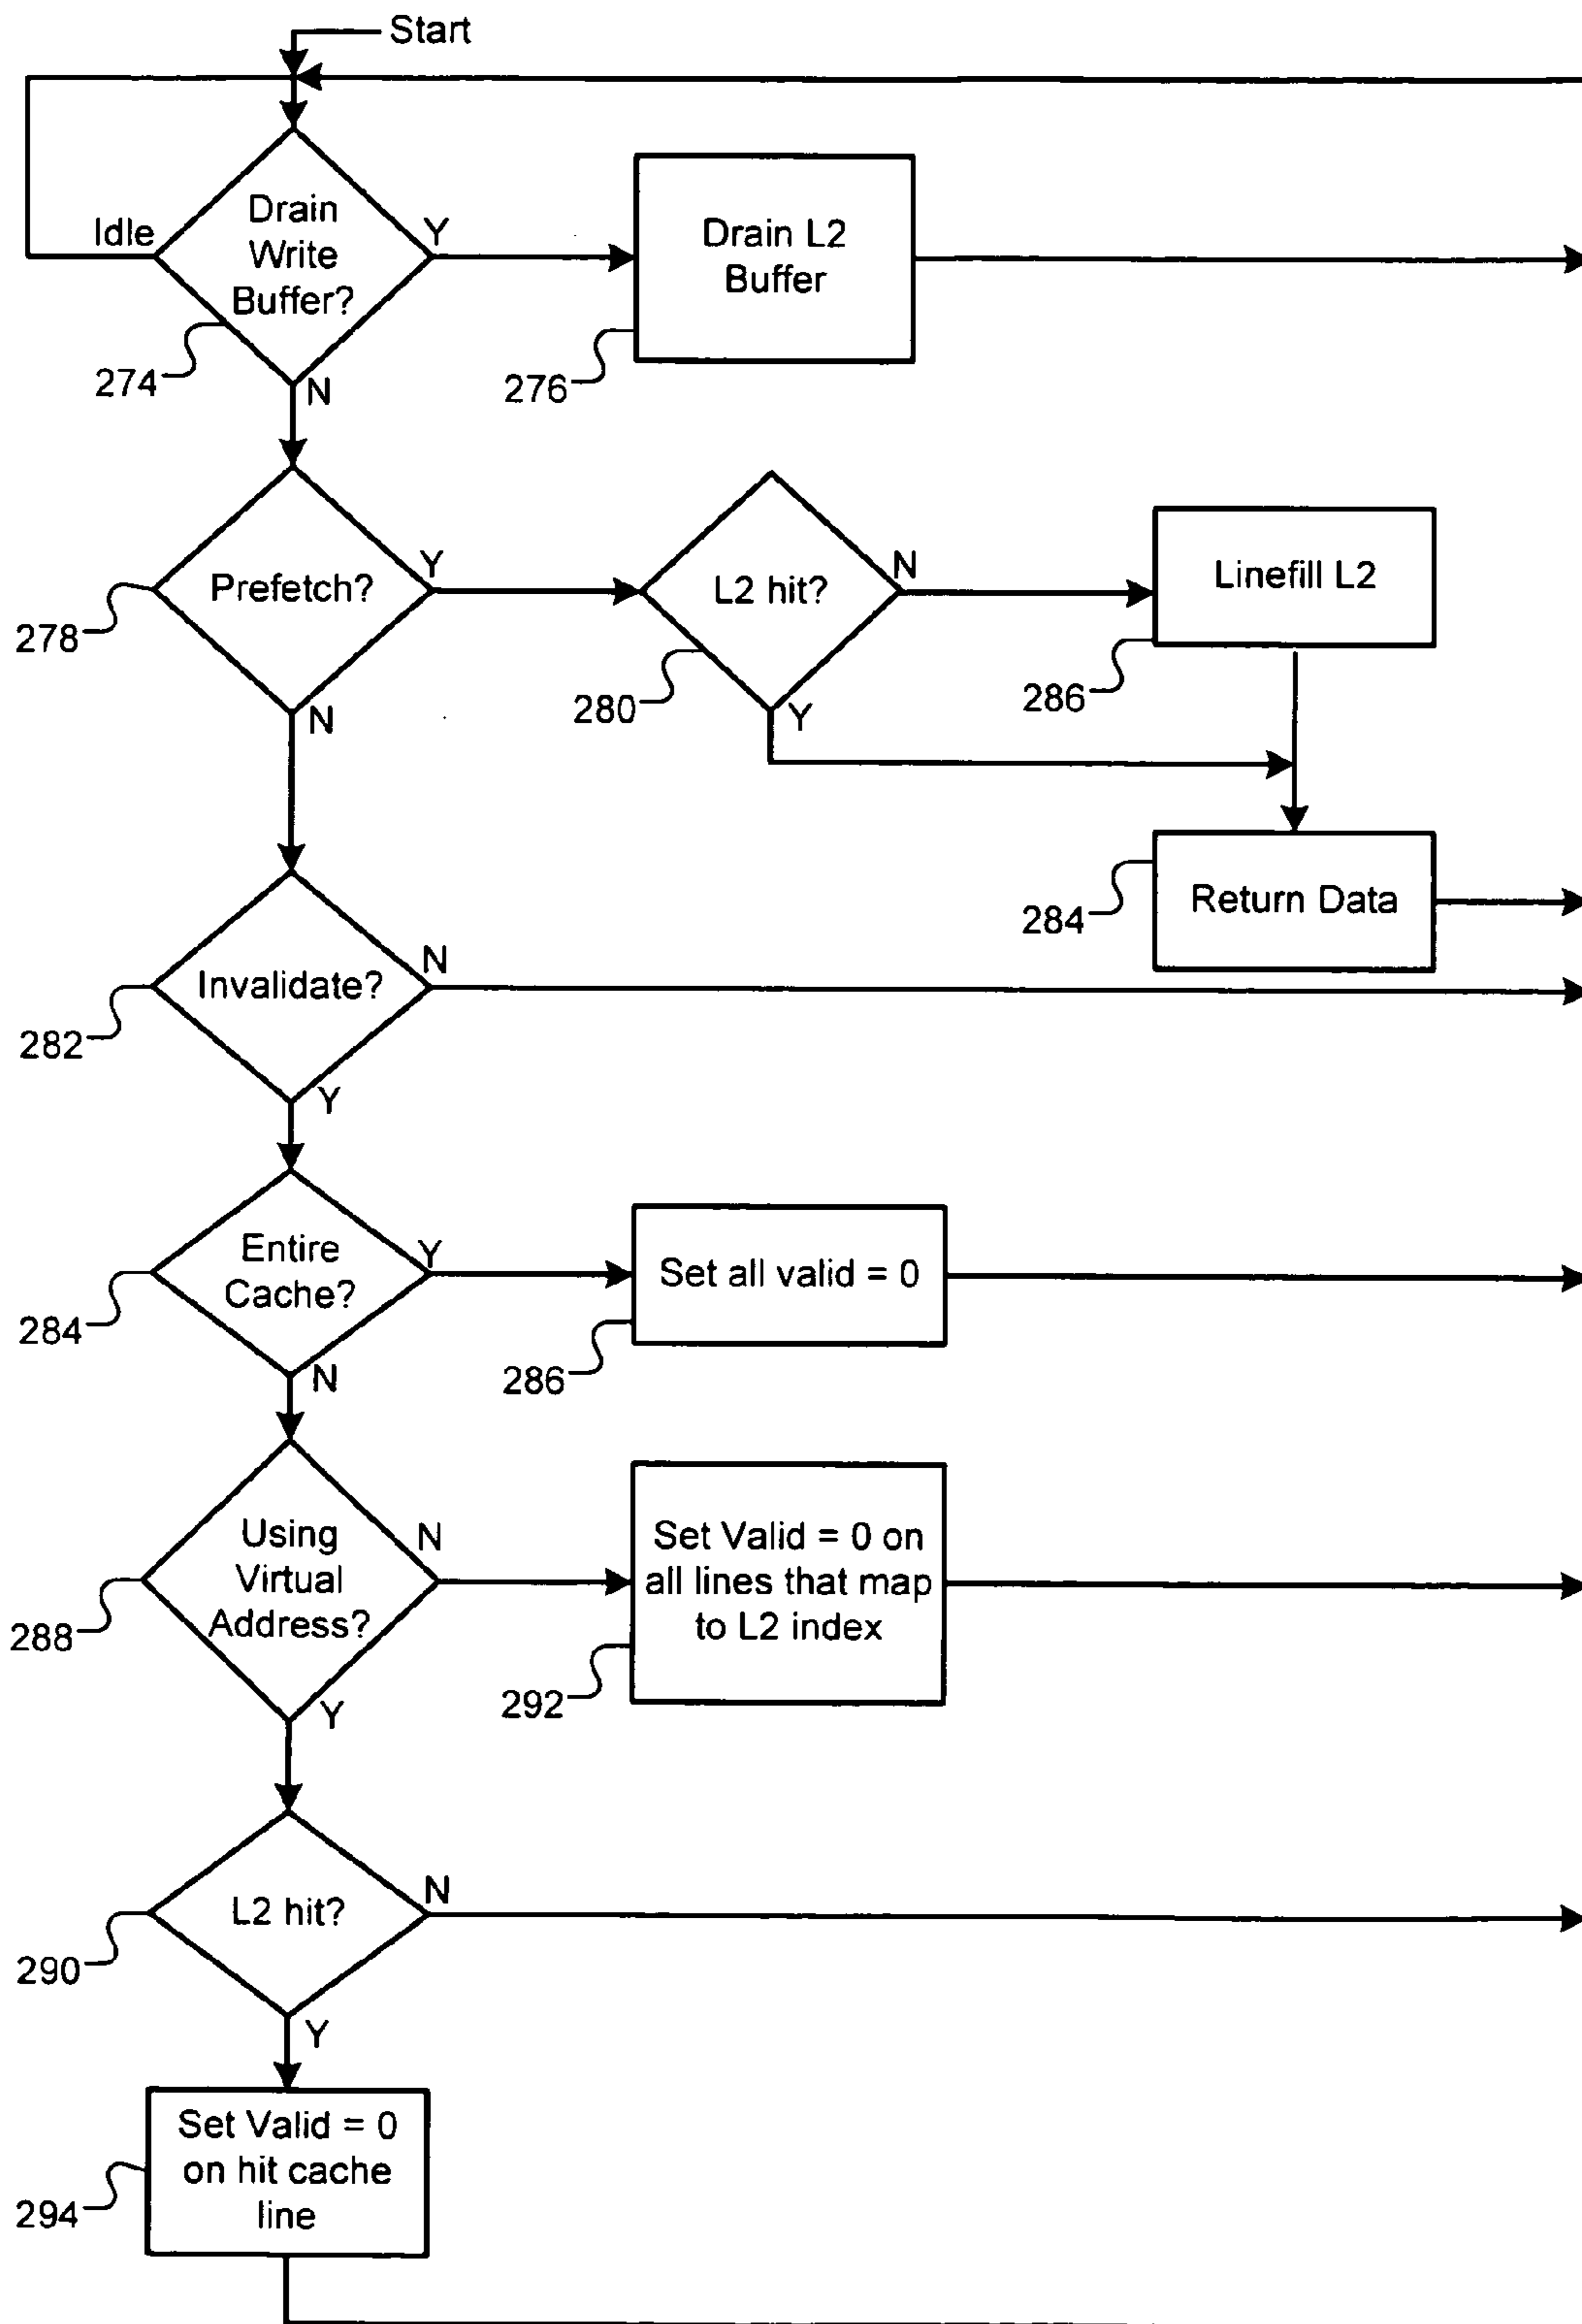 Start
Idle
Drain
Write
Buffer?
Y
N
274
Drain L2
Buffer
276
Prefetch?
Y
N
278
L2 hit?
N
Y
280
Linefill L2
286
Return Data
284
Invalidate?
N
Y
282
Entire
Cache?
Y
N
284
Set all valid = 0
286
Using
Virtual
Address?
N
Y
288
Set Valid = 0 on
all lines that map
to L2 index
292
L2 hit?
N
Y
290
Set Valid = 0
on hit cache
line
294